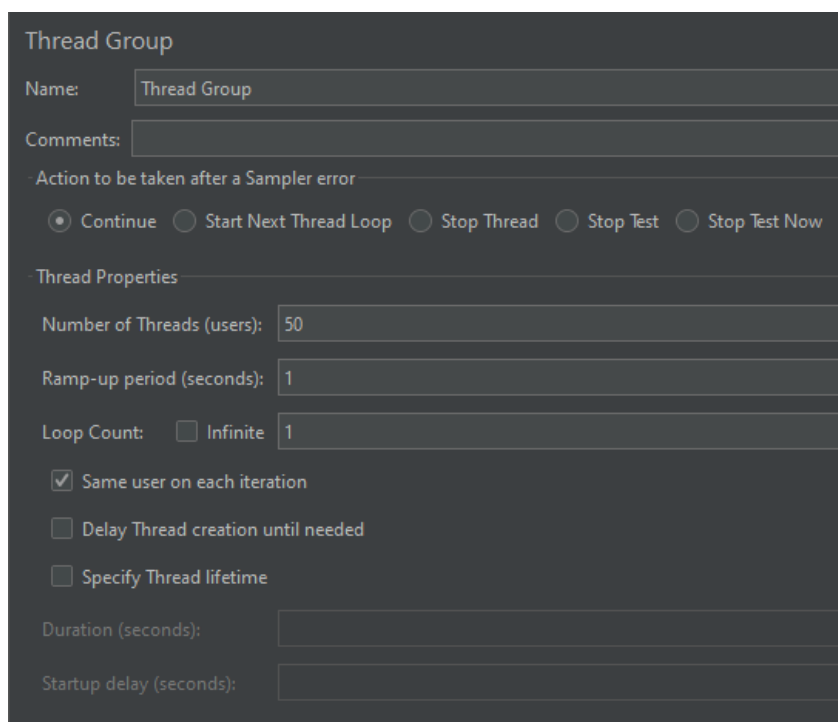 Thread Group
Name: Thread Group
Comments:
Action to be taken after a Sampler error
Continue Start Next Thread Loop Stop Thread Stop Test Stop Test Now
Thread Properties
Number of Threads (users): 50
Ramp-up period (seconds): 1
Loop Count: Infinite 1
Same user on each iteration
Delay Thread creation until needed
Specify Thread lifetime
Duration (seconds):
Startup delay (seconds):